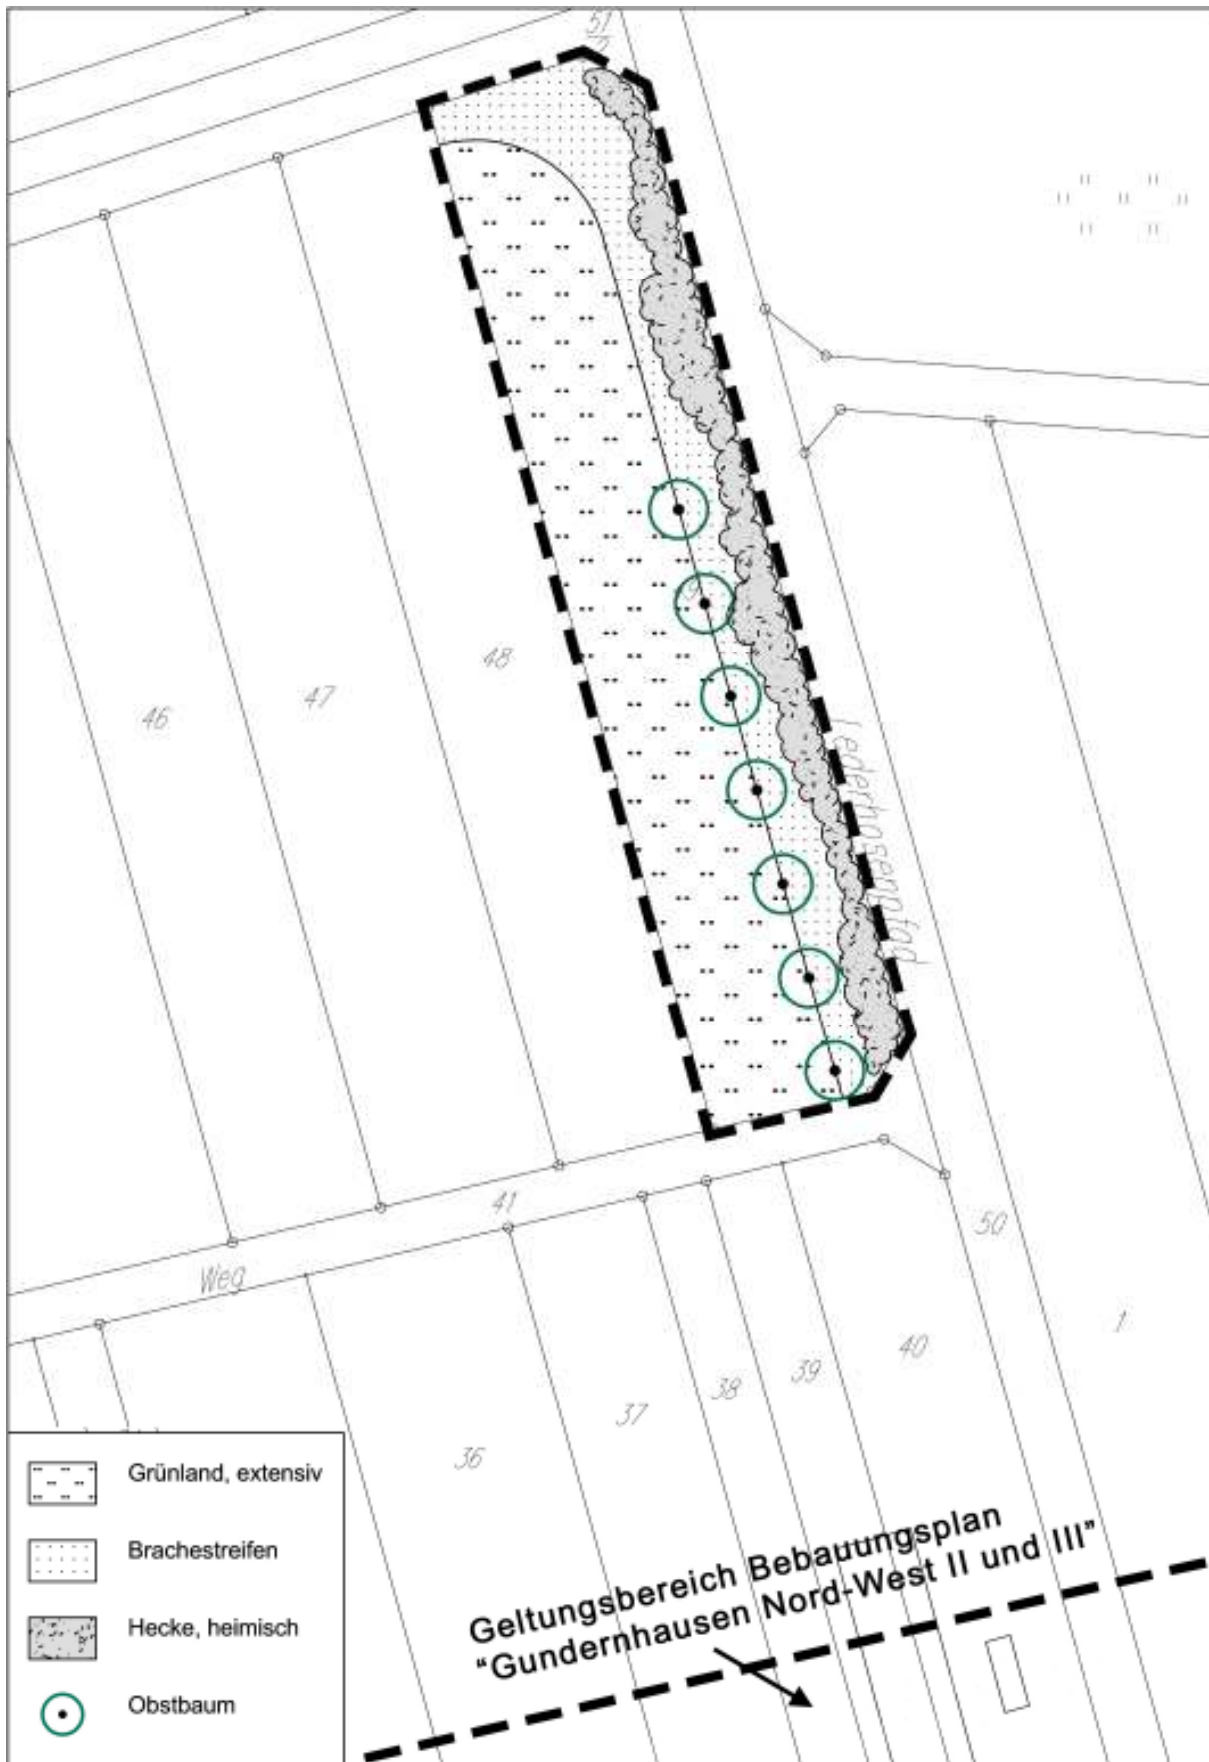 51
48
47
46
Lederhosenpfad
41
Weg
50
1
40
39
38
37
36
Grünland, extensiv
Brachestreifen
Hecke, heimisch
Obstbaum
Geltungsbereich Bebauungsplan
“Gundernhausen Nord-West II und III”